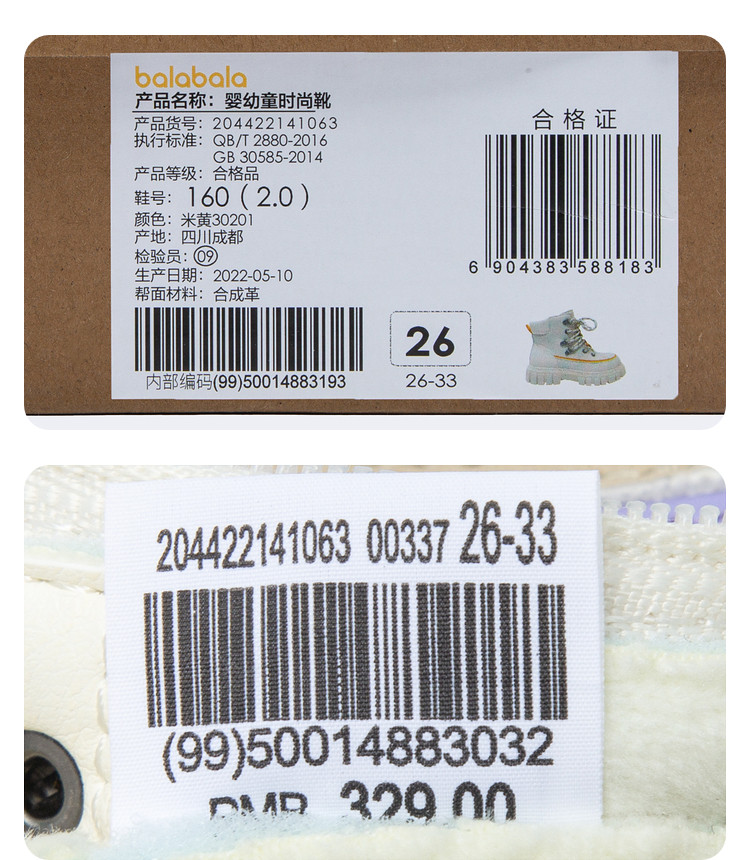 balabala
产品名称：婴幼童时尚靴
产品货号：204422141063
执行标准：QB/T 2880-2016
GB 30585-2014
产品等级：合格品
鞋号：160（2.0）
颜色：米黄30201
产地：四川成都
检验员：09
生产日期：2022-05-10
帮面材料：合成革
内部编码(99)50014883193
合格证
6 904383 588183
26
26-33
204422141063 00337 26-33
(99)50014883032
RMB 329.00